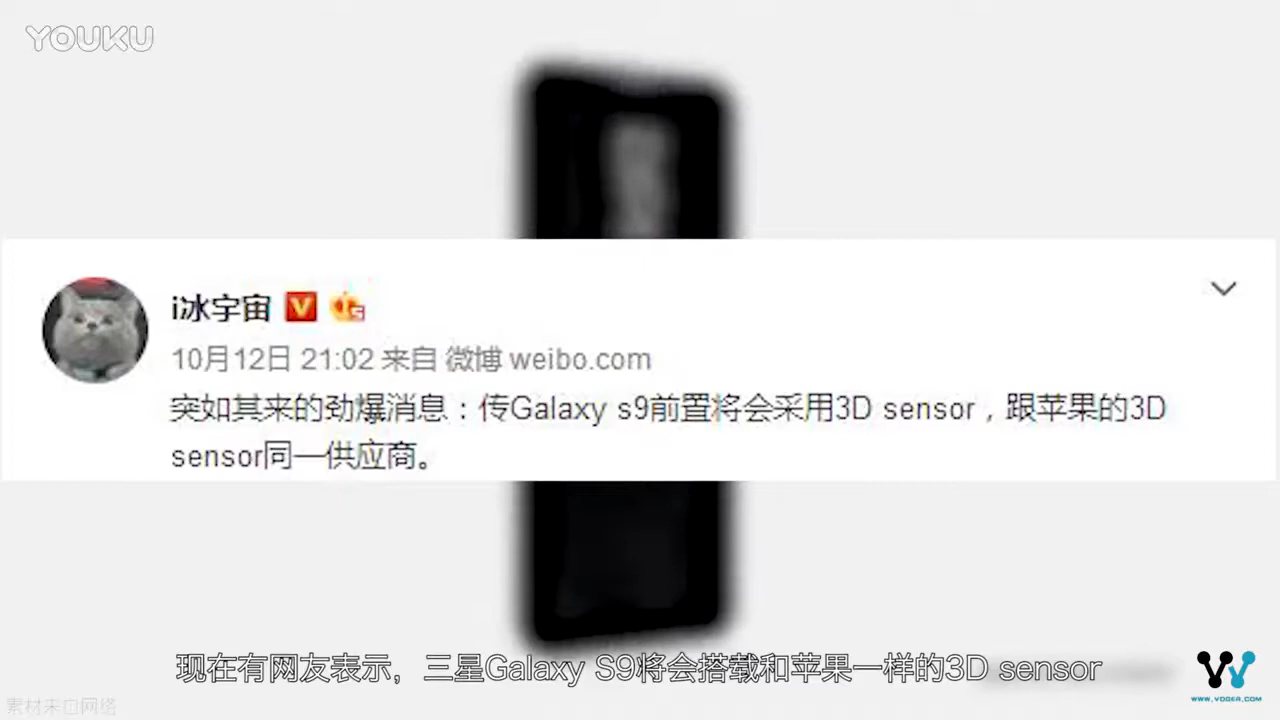 YOUKU
i冰宇宙
10月12日 21:02 来自 微博 weibo.com
突如其来的劲爆消息：传Galaxy s9前置将会采用3D sensor，跟苹果的3D
sensor同一供应商。
现在有网友表示，三星Galaxy S9将会搭载和苹果一样的3D sensor
WWW.VDGER.COM
素材来自网络